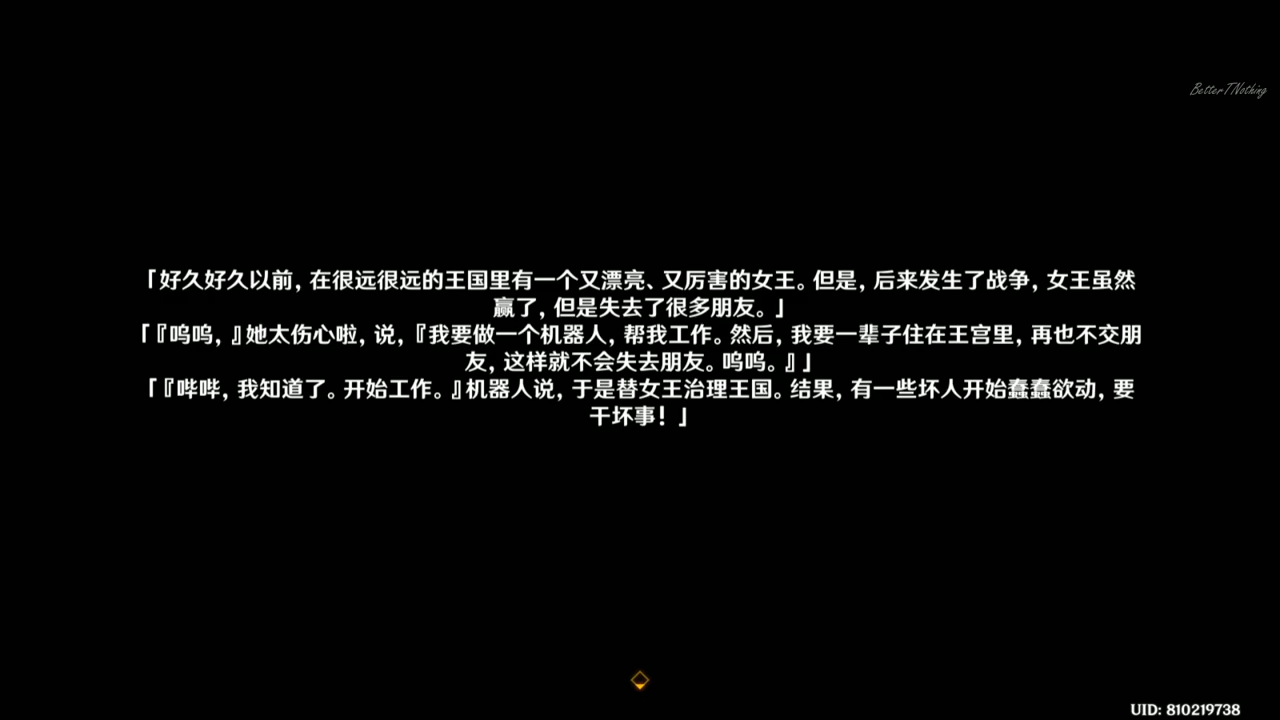 BetterTNothing
「好久好久以前，在很远很远的王国里有一个又漂亮、又厉害的女王。但是，后来发生了战争，女王虽然
赢了，但是失去了很多朋友。」
「『呜呜，』她太伤心啦，说，『我要做一个机器人，帮我工作。然后，我要一辈子住在王宫里，再也不交朋
友，这样就不会失去朋友。呜呜。』」
「『哔哔，我知道了。开始工作。』机器人说，于是替女王治理王国。结果，有一些坏人开始蠢蠢欲动，要
干坏事！」
UID: 810219738